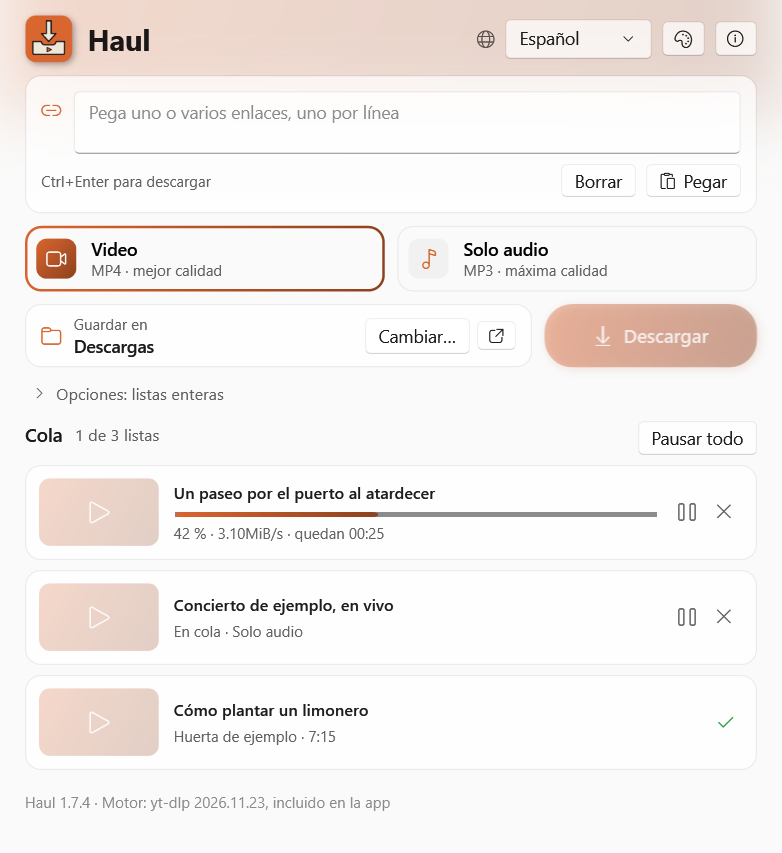 Haul
Español
Pega uno o varios enlaces, uno por línea
Ctrl+Enter para descargar
Borrar
Pegar
Video
MP4 · mejor calidad
Solo audio
MP3 · máxima calidad
Guardar en
Descargas
Cambiar...
Descargar
Opciones: listas enteras
Cola
1 de 3 listas
Pausar todo
Un paseo por el puerto al atardecer
42 % · 3.10MiB/s · quedan 00:25
Concierto de ejemplo, en vivo
En cola · Solo audio
Cómo plantar un limonero
Huerta de ejemplo · 7:15
Haul 1.7.4 · Motor: yt-dlp 2026.11.23, incluido en la app